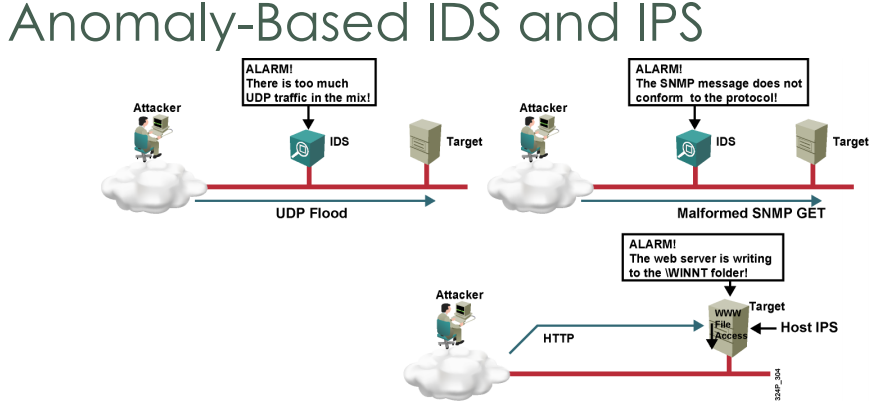 Anomaly-Based IDS and IPS
ALARM!
There is too much
UDP traffic in the mix!
Attacker
IDS
Target
UDP Flood
ALARM!
The SNMP message does not
conform to the protocol!
Attacker
IDS
Target
Malformed SNMP GET
ALARM!
The web server is writing
to the \WINNT folder!
Attacker
HTTP
Target
WWW
File
Access
Host IPS
324P_304